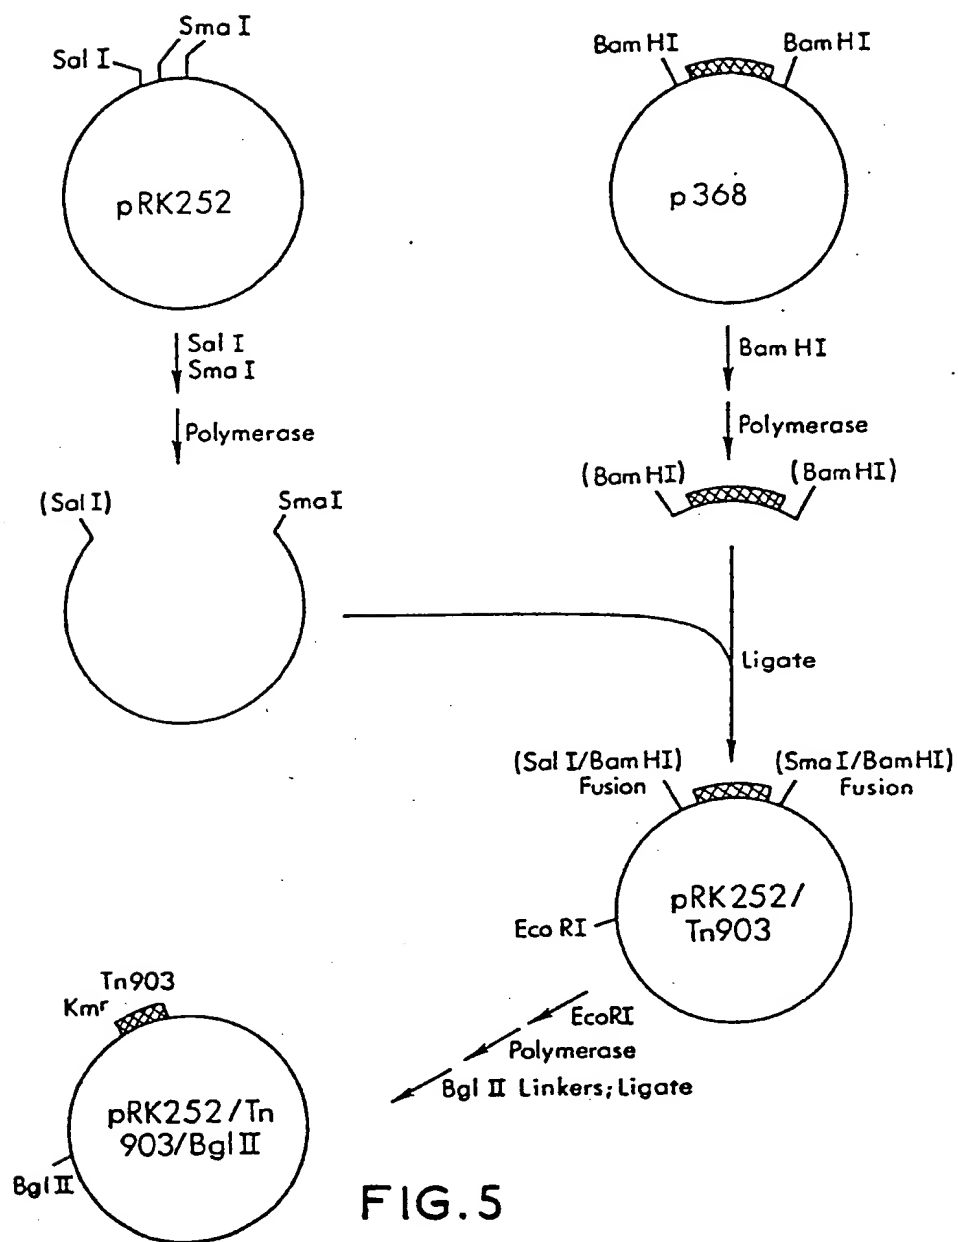 Sma I
Sal I
pRK252
Bam HI
Bam HI
p368
Sal I
Sma I
Polymerase
Bam HI
Polymerase
(Sal I)
Sma I
(Bam HI)
(Bam HI)
Ligate
(Sal I/Bam HI)
Fusion
(Sma I/Bam HI)
Fusion
pRK252/
Tn903
Eco RI
EcoRI
Polymerase
Bgl II Linkers; Ligate
Tn903
Kmr
pRK252/Tn
903/Bgl II
Bgl II
FIG.5